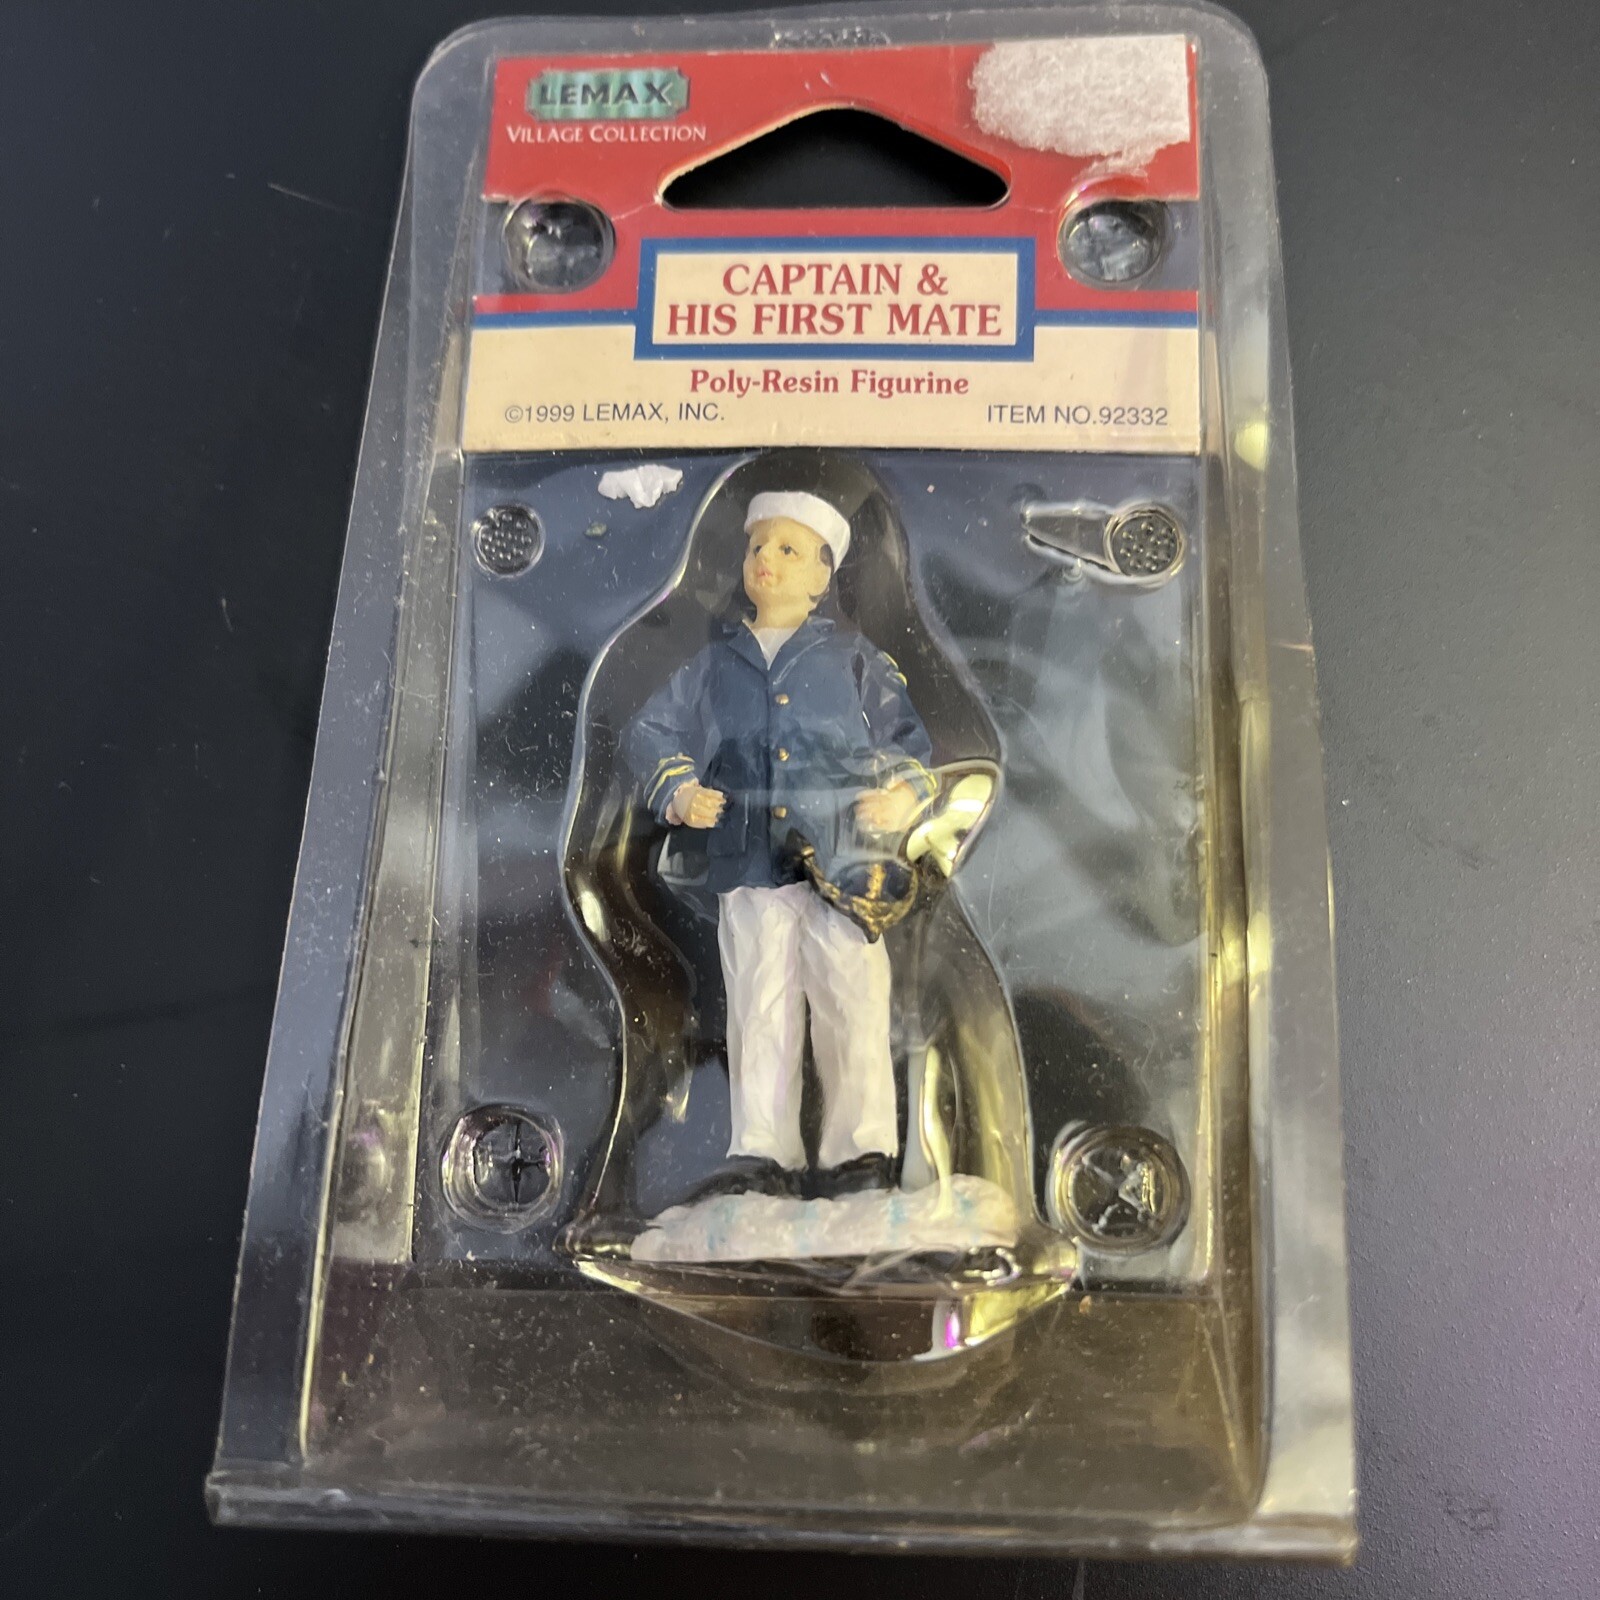 LEMAX
VILLAGE COLLECTION
CAPTAIN &
HIS FIRST MATE
Poly-Resin Figurine
©1999 LEMAX, INC.
ITEM NO.92332